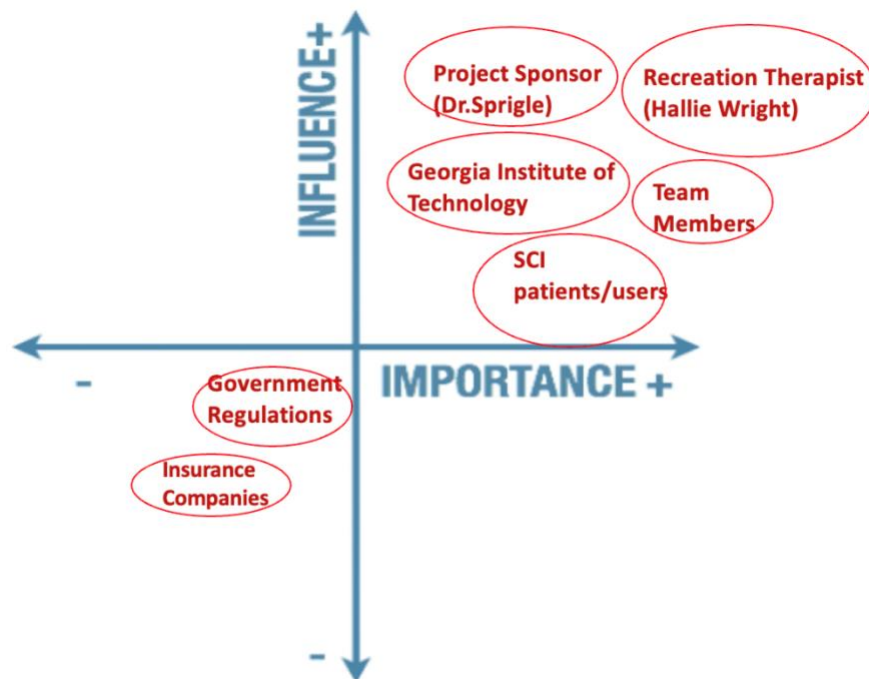 INFLUENCE+
Project Sponsor
(Dr.Sprigle)
Recreation Therapist
(Hallie Wright)
Georgia Institute of
Technology
Team
Members
SCI
patients/users
-
IMPORTANCE +
Government
Regulations
Insurance
Companies
-